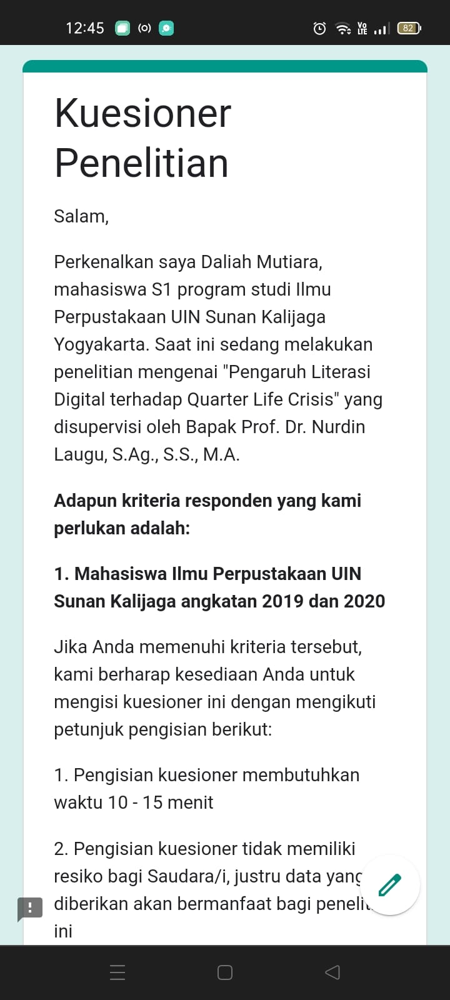 12:45
VoLTE
82
Kuesioner
Penelitian
Salam,
Perkenalkan saya Daliah Mutiara,
mahasiswa S1 program studi Ilmu
Perpustakaan UIN Sunan Kalijaga
Yogyakarta. Saat ini sedang melakukan
penelitian mengenai "Pengaruh Literasi
Digital terhadap Quarter Life Crisis" yang
disupervisi oleh Bapak Prof. Dr. Nurdin
Laugu, S.Ag., S.S., M.A.
Adapun kriteria responden yang kami
perlukan adalah:
1. Mahasiswa Ilmu Perpustakaan UIN
Sunan Kalijaga angkatan 2019 dan 2020
Jika Anda memenuhi kriteria tersebut,
kami berharap kesediaan Anda untuk
mengisi kuesioner ini dengan mengikuti
petunjuk pengisian berikut:
1. Pengisian kuesioner membutuhkan
waktu 10 - 15 menit
2. Pengisian kuesioner tidak memiliki
resiko bagi Saudara/i, justru data yang
diberikan akan bermanfaat bagi
ini